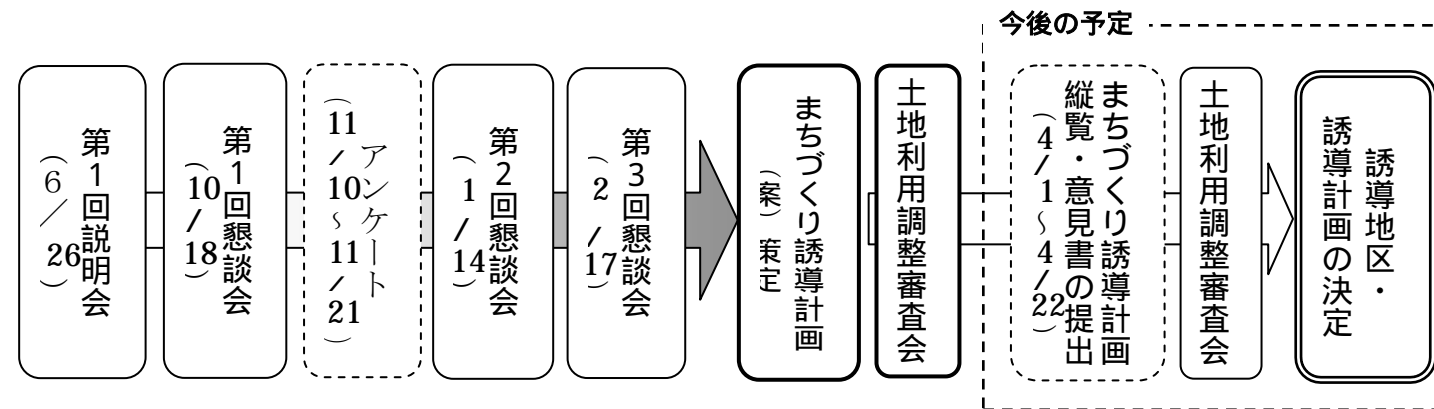 今後の予定
第1回説明会
(6/26)
第1回懇談会
(10/18)
アンケート
(11/10~11/21)
第2回懇談会
(1/14)
第3回懇談会
(2/17)
まちづくり誘導計画
(案)策定
土地利用調整審査会
まちづくり誘導計画
縦覧・意見書の提出
(4/1~4/22)
土地利用調整審査会
誘導地区・
誘導計画の決定